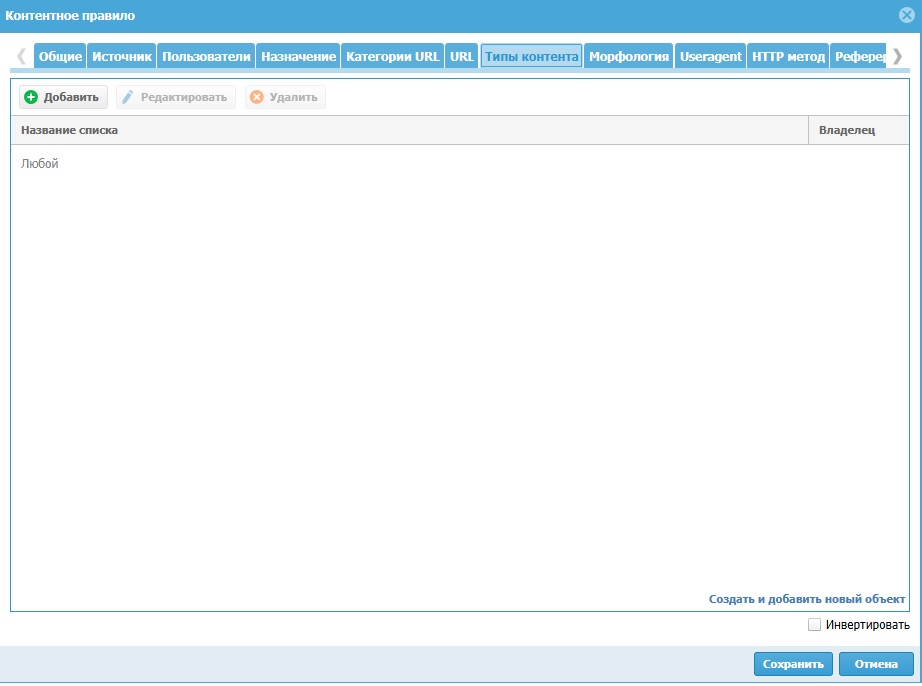 Контентное правило
Общие Источник Пользователи Назначение Категории URL URL Типы контента Морфология Useragent HTTP метод Рефере
Добавить Редактировать Удалить
Название списка Владелец
Любой
Создать и добавить новый объект
Инвертировать
Сохранить Отмена